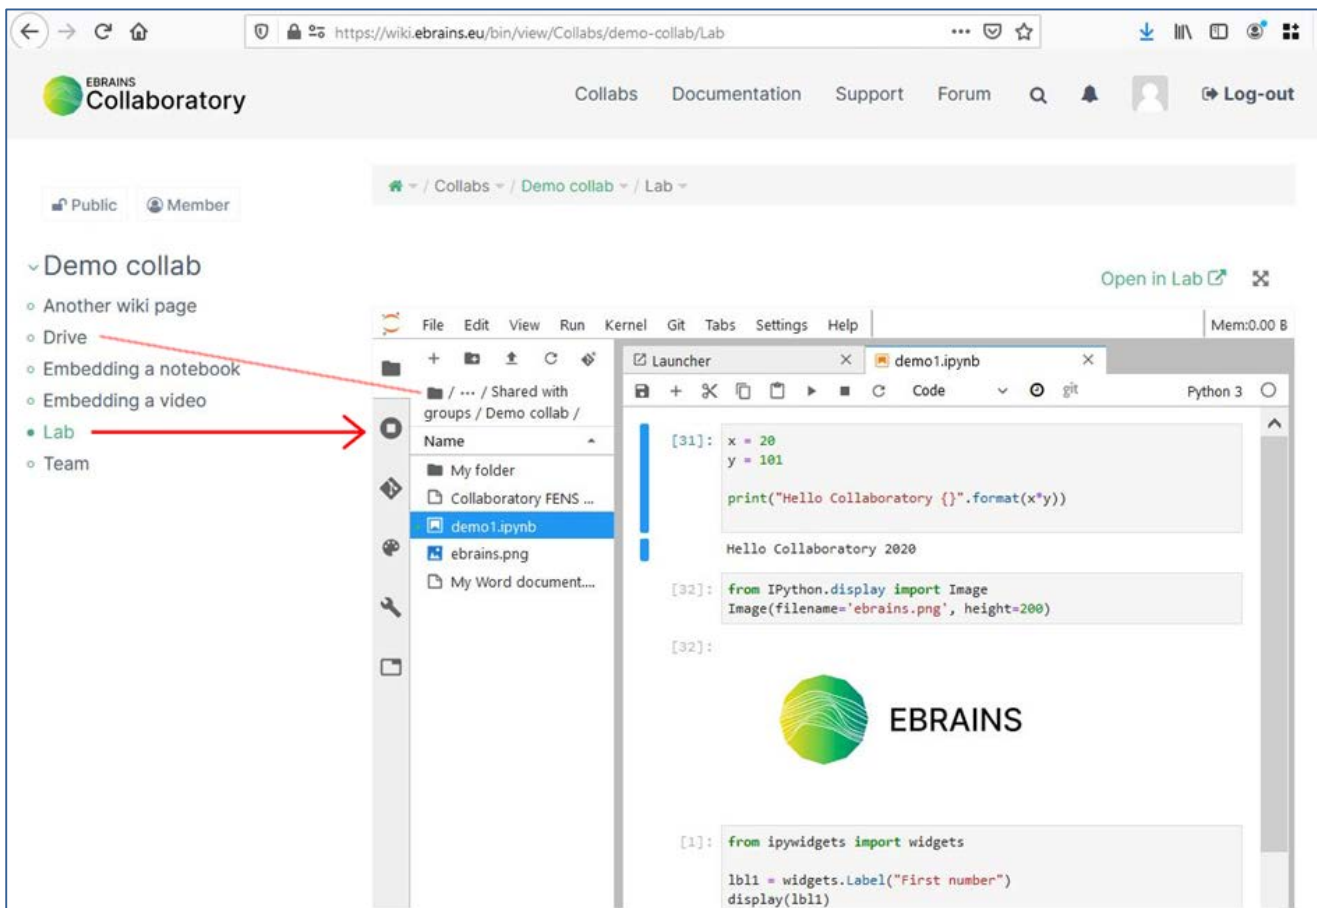 https://wiki.ebrains.eu/bin/view/Collabs/demo-collab/Lab
EBRAINS
Collaboratory
Collabs Documentation Support Forum Log-out
/ Collabs / Demo collab / Lab
Public Member
Demo collab
Another wiki page
Drive
Embedding a notebook
Embedding a video
Lab
Team
Open in Lab
File Edit View Run Kernel Git Tabs Settings Help Mem:0.00 B
/ ··· / Shared with
groups / Demo collab /
Name
My folder
Collaboratory FENS ...
demo1.ipynb
ebrains.png
My Word document....
Launcher demo1.ipynb
Code git Python 3
[31]: x = 20
y = 101
print("Hello Collaboratory {}".format(x*y))
Hello Collaboratory 2020
[32]: from IPython.display import Image
Image(filename='ebrains.png', height=200)
[32]:
EBRAINS
[1]: from ipywidgets import widgets
lbl1 = widgets.Label("First number")
display(lbl1)